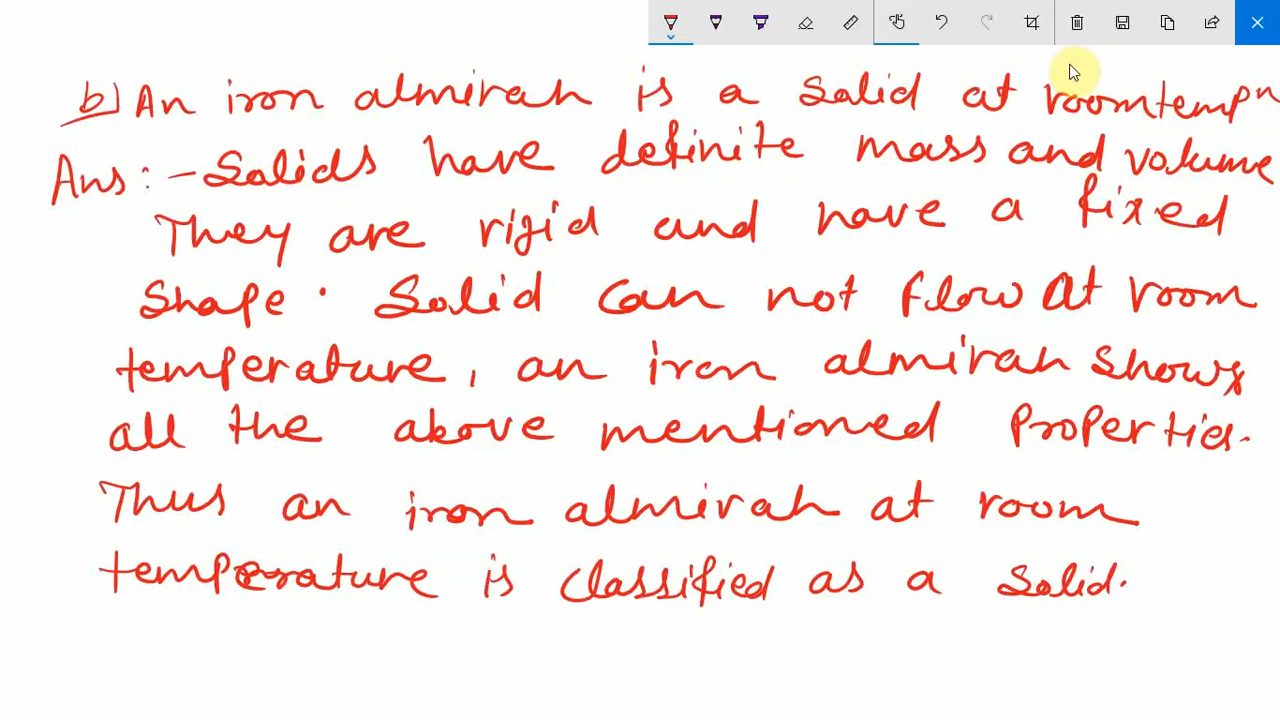 b) An iron almirah is a solid at room tempn
Ans :- Solids have definite mass and volume
They are rigid and have a fixed
shape. Solid can not flow At room
temperature, an iron almirah shows
all the above mentioned properties.
Thus an iron almirah at room
temperature is classified as a solid.